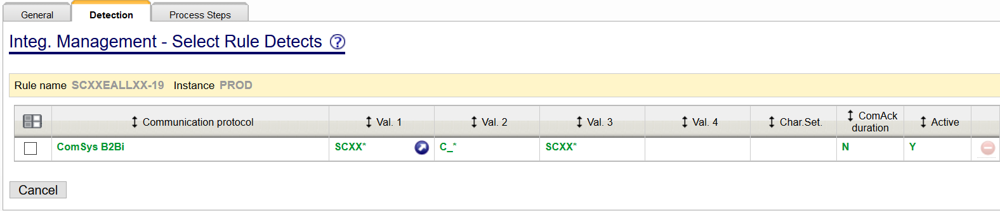 General Detection Process Steps
Integ. Management - Select Rule Detects ?
Rule name SCXXEALLXX-19 Instance PROD
Communication protocol Val. 1 Val. 2 Val. 3 Val. 4 Char.Set. ComAck duration Active
ComSys B2Bi SCXX* C_* SCXX* N Y
Cancel